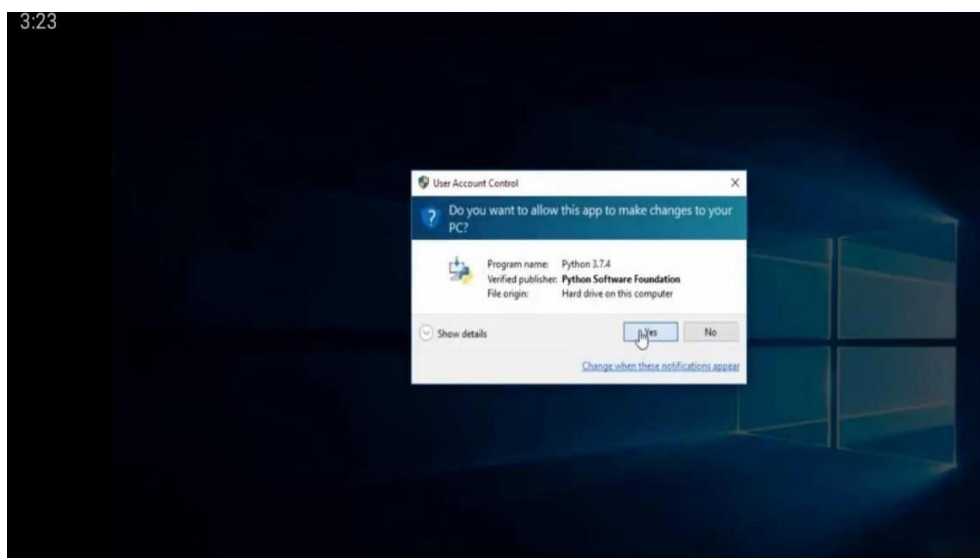 3:23
User Account Control
Do you want to allow this app to make changes to your
PC?
Program name: Python 3.7.4
Verified publisher: Python Software Foundation
File origin: Hard drive on this computer
Show details
Yes
No
Change when these notifications appear